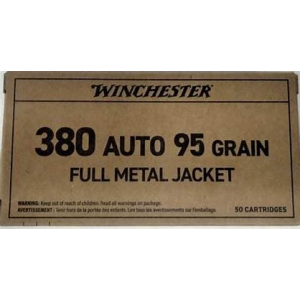 WINCHESTER
380 AUTO 95 GRAIN
FULL METAL JACKET
WARNING: Keep out of reach of children. Read all warnings on package.
AVERTISSEMENT: Tenir hors de la portée des enfants. Lire tous les avertissements sur l'emballage.
50 CARTRIDGES